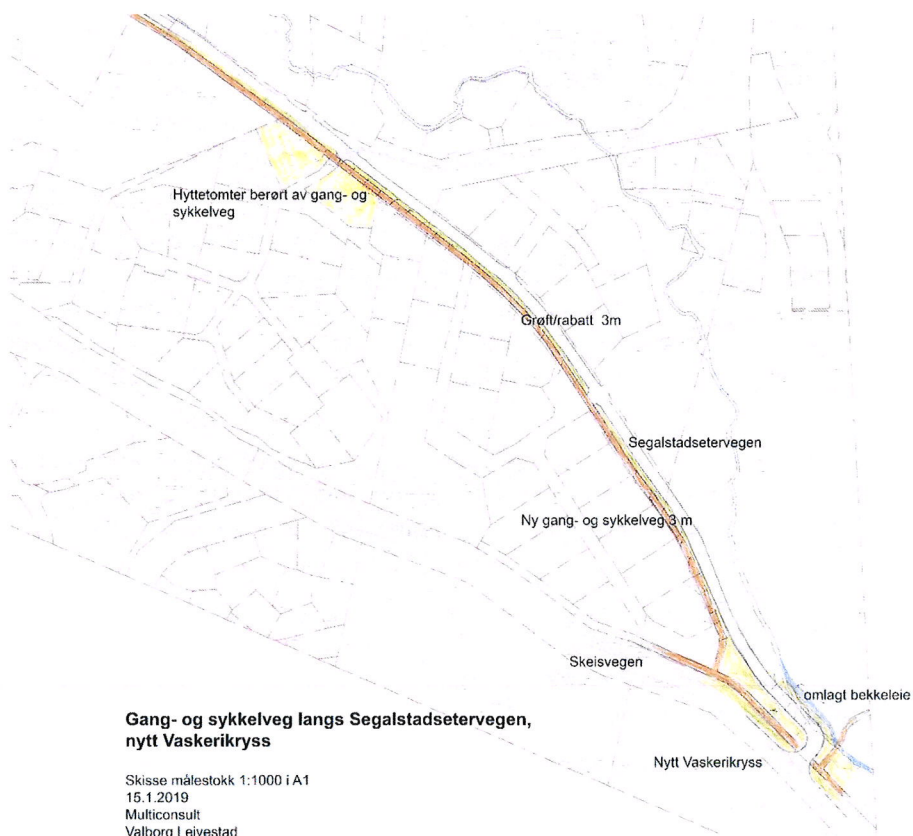 Hyttetomter berørt av gang- og
sykkelveg
Grøft/rabatt 3m
Segalstadsetervegen
Ny gang- og sykkelveg 3 m
Skeisvegen
omlagt bekkeleie
Nytt Vaskerikryss
Gang- og sykkelveg langs Segalstadsetervegen,
nytt Vaskerikryss
Skisse målestokk 1:1000 i A1
15.1.2019
Multiconsult
Valborg Leivestad